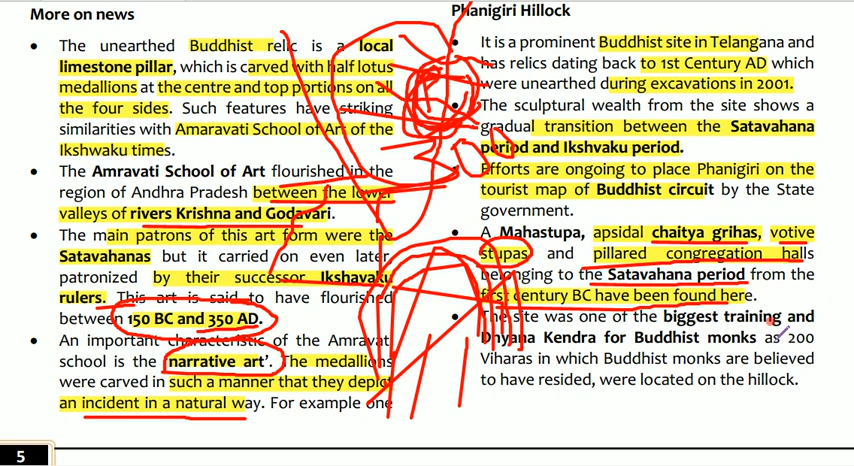 More on news
• The unearthed Buddhist relic is a local
limestone pillar, which is carved with half lotus
medallions at the centre and top portions on all
the four sides. Such features have striking
similarities with Amaravati School of Art of the
Ikshwaku times.
• The Amravati School of Art flourished in the
region of Andhra Pradesh between the lower
valleys of rivers Krishna and Godavari.
• The main patrons of this art form were the
Satavahanas but it carried on even later,
patronized by their successor Ikshavaku
rulers. This art is said to have flourished
between 150 BC and 350 AD.
• An important characteristic of the Amravati
school is the 'narrative art'. The medallions
were carved in such a manner that they depict
an incident in a natural way. For example one
Phanigiri Hillock
• It is a prominent Buddhist site in Telangana and
has relics dating back to 1st Century AD which
were unearthed during excavations in 2001.
• The sculptural wealth from the site shows a
gradual transition between the Satavahana
period and Ikshvaku period.
• Efforts are ongoing to place Phanigiri on the
tourist map of Buddhist circuit by the State
government.
• A Mahastupa, apsidal chaitya grihas, votive
stupas and pillared congregation halls
belonging to the Satavahana period from the
first century BC have been found here.
• The site was one of the biggest training and
Dhyana Kendra for Buddhist monks as 200
Viharas in which Buddhist monks are believed
to have resided, were located on the hillock.
5